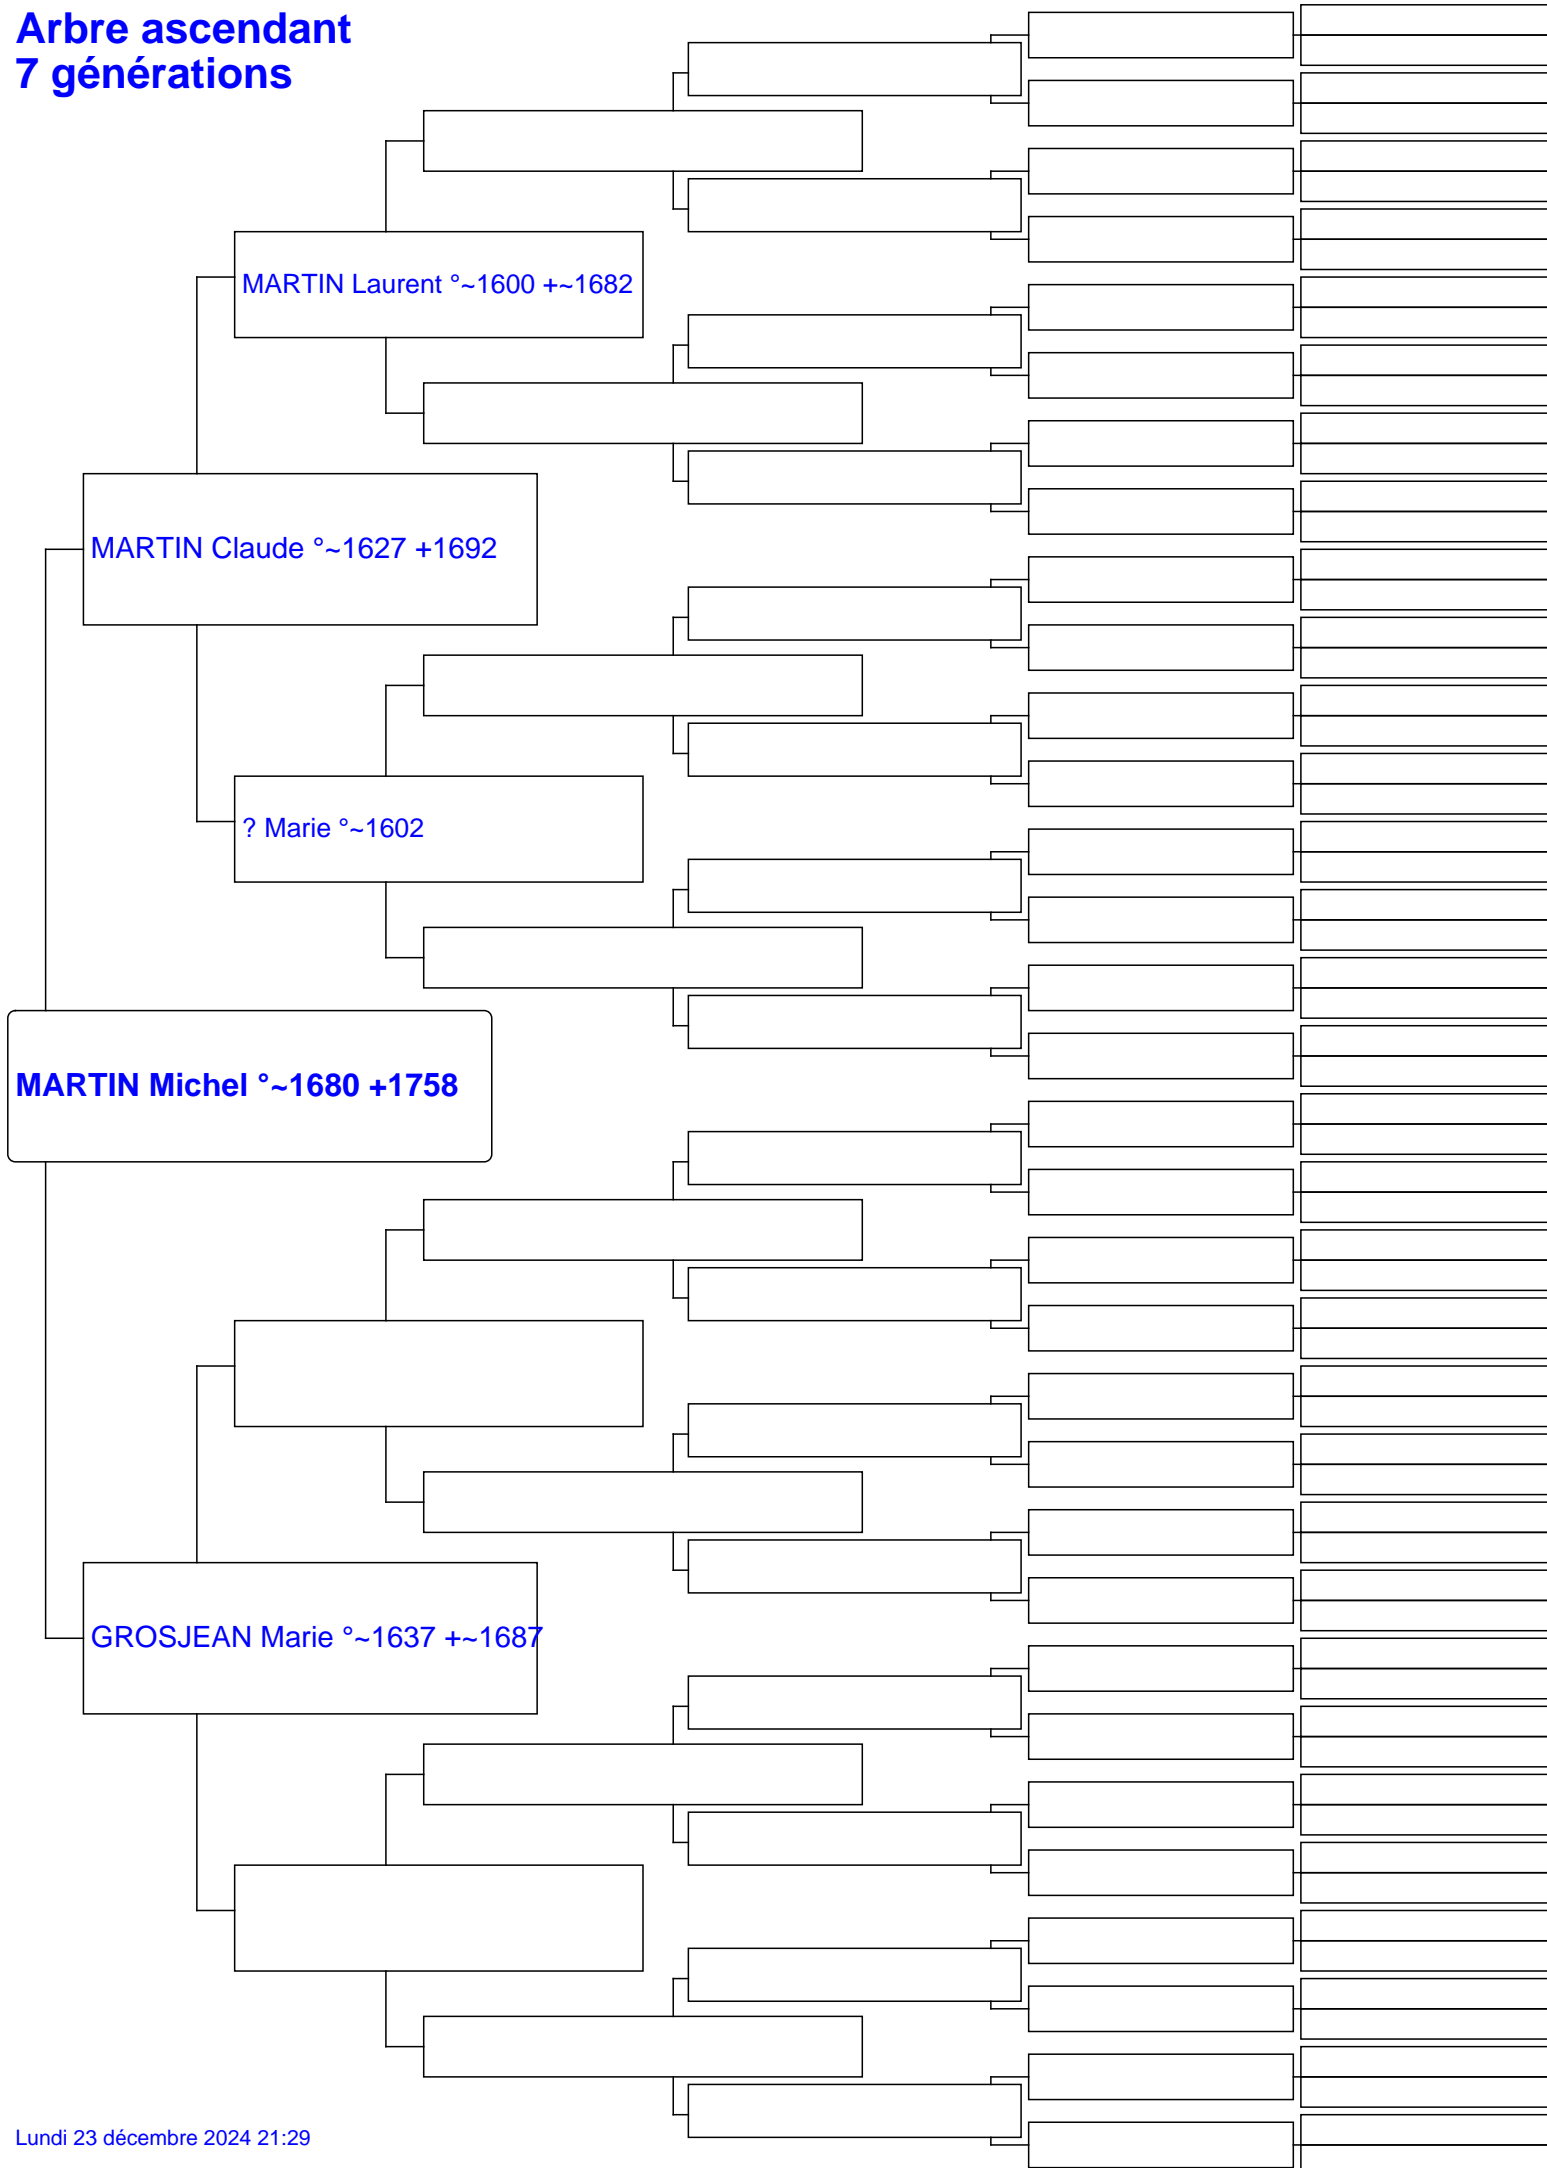 Arbre ascendant
7 générations
MARTIN Laurent °~1600 +~1682
MARTIN Claude °~1627 +1692
? Marie °~1602
MARTIN Michel °~1680 +1758
GROSJEAN Marie °~1637 +~1687
Lundi 23 décembre 2024 21:29